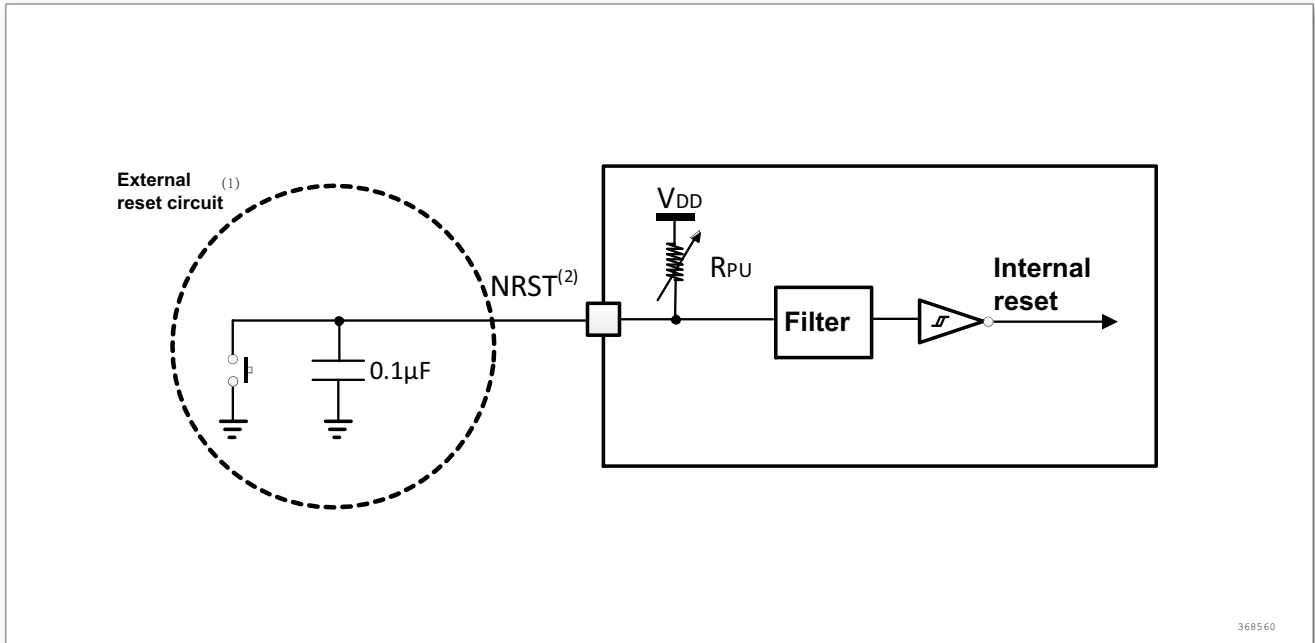 External (1)
reset circuit
NRST(2)
VDD
RPU
0.1µF
Filter
Internal
reset
368560